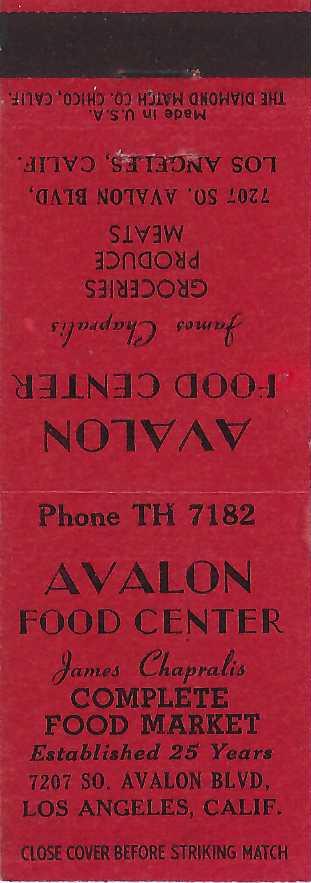 Phone TH 7182
AVALON
FOOD CENTER
James Chapralis
COMPLETE
FOOD MARKET
Established 25 Years
7207 SO. AVALON BLVD,
LOS ANGELES, CALIF.
CLOSE COVER BEFORE STRIKING MATCH
AVALON
FOOD CENTER
James Chapralis
GROCERIES
PRODUCE
MEATS
7207 SO. AVALON BLVD,
LOS ANGELES, CALIF.
Made in U.S.A.
THE DIAMOND MATCH CO. CHICO, CALIF.